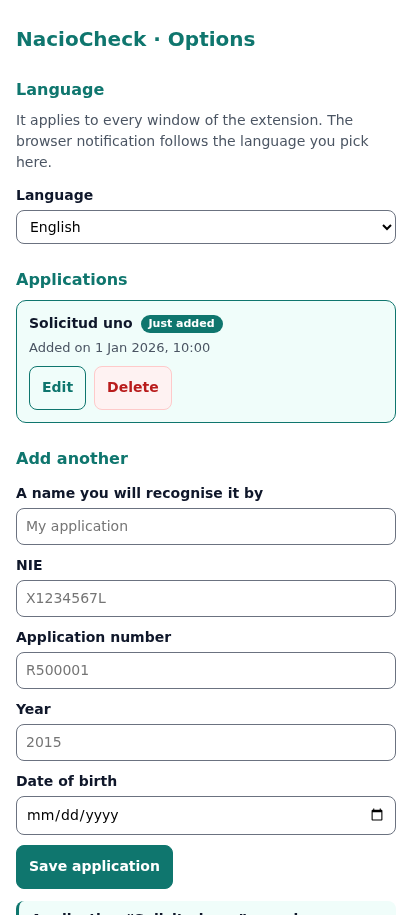 NacioCheck · Options
Language
It applies to every window of the extension. The
browser notification follows the language you pick
here.
Language
English
Applications
Solicitud uno Just added
Added on 1 Jan 2026, 10:00
Edit Delete
Add another
A name you will recognise it by
My application
NIE
X1234567L
Application number
R500001
Year
2015
Date of birth
mm/dd/yyyy
Save application